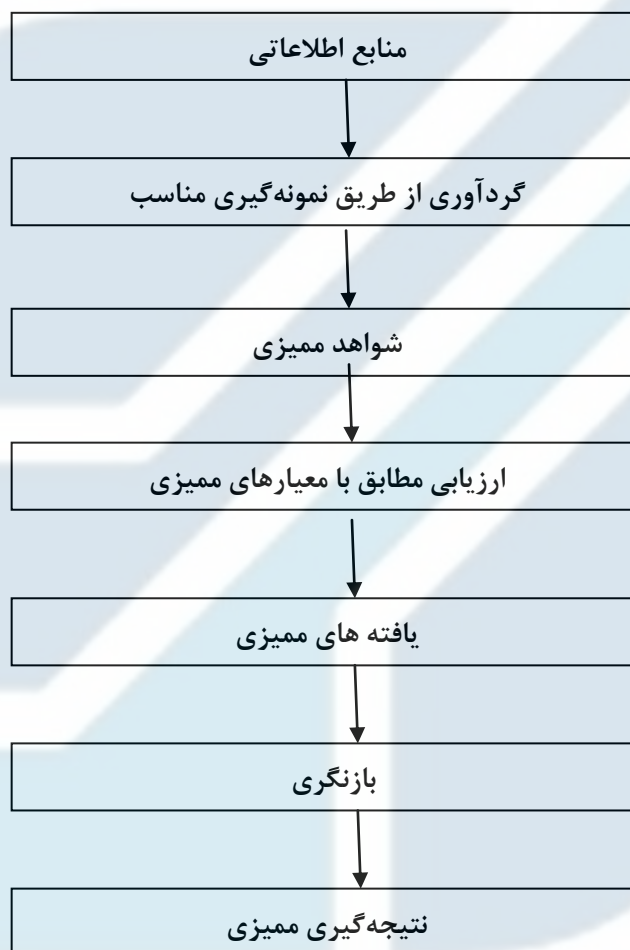 منابع اطلاعاتی
گردآوری از طریق نمونه‌گیری مناسب
شواهد ممیزی
ارزیابی مطابق با معیارهای ممیزی
یافته های ممیزی
بازنگری
نتیجه‌گیری ممیزی